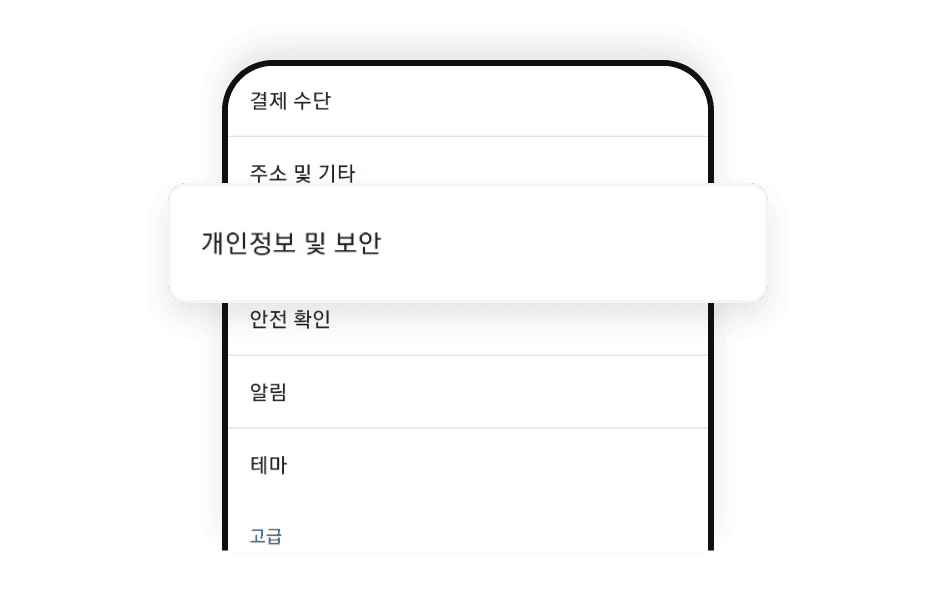 결제 수단
주소 및 기타
개인정보 및 보안
안전 확인
알림
테마
고급